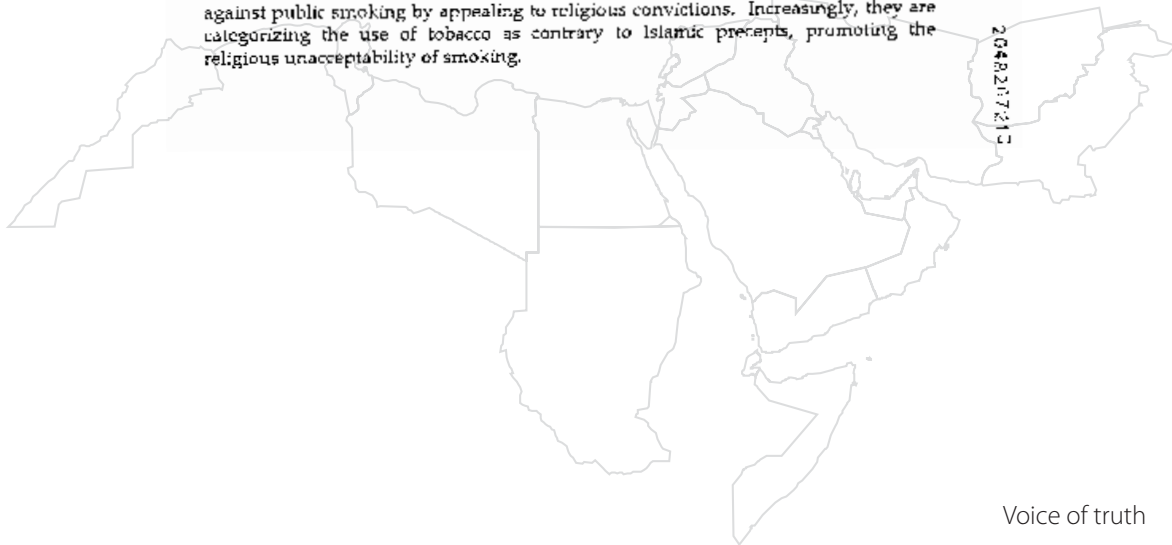 against public smoking by appealing to religious convictions. Increasingly, they are
categorizing the use of tobacco as contrary to Islamic precepts, promoting the
religious unacceptability of smoking.
Voice of truth